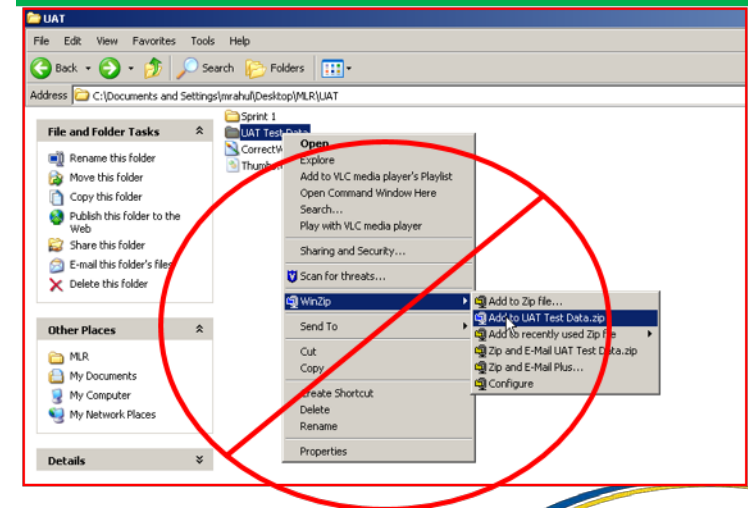 UAT
File Edit View Favorites Tools Help
Back Search Folders
Address C:\Documents and Settings\mrahul\Desktop\MLR\UAT
File and Folder Tasks
Rename this folder
Move this folder
Copy this folder
Publish this folder to the
Web
Share this folder
E-mail this folder's files
Delete this folder
Other Places
MLR
My Documents
My Computer
My Network Places
Details
Sprint 1
UAT Test Data
Open
Explore
Add to VLC media player's Playlist
Open Command Window Here
Search...
Play with VLC media player
Sharing and Security...
Scan for threats...
WinZip
Send To
Cut
Copy
Create Shortcut
Delete
Rename
Properties
Add to Zip file...
Add to UAT Test Data.zip
Add to recently used Zip file
Zip and E-Mail UAT Test Data.zip
Zip and E-Mail Plus...
Configure